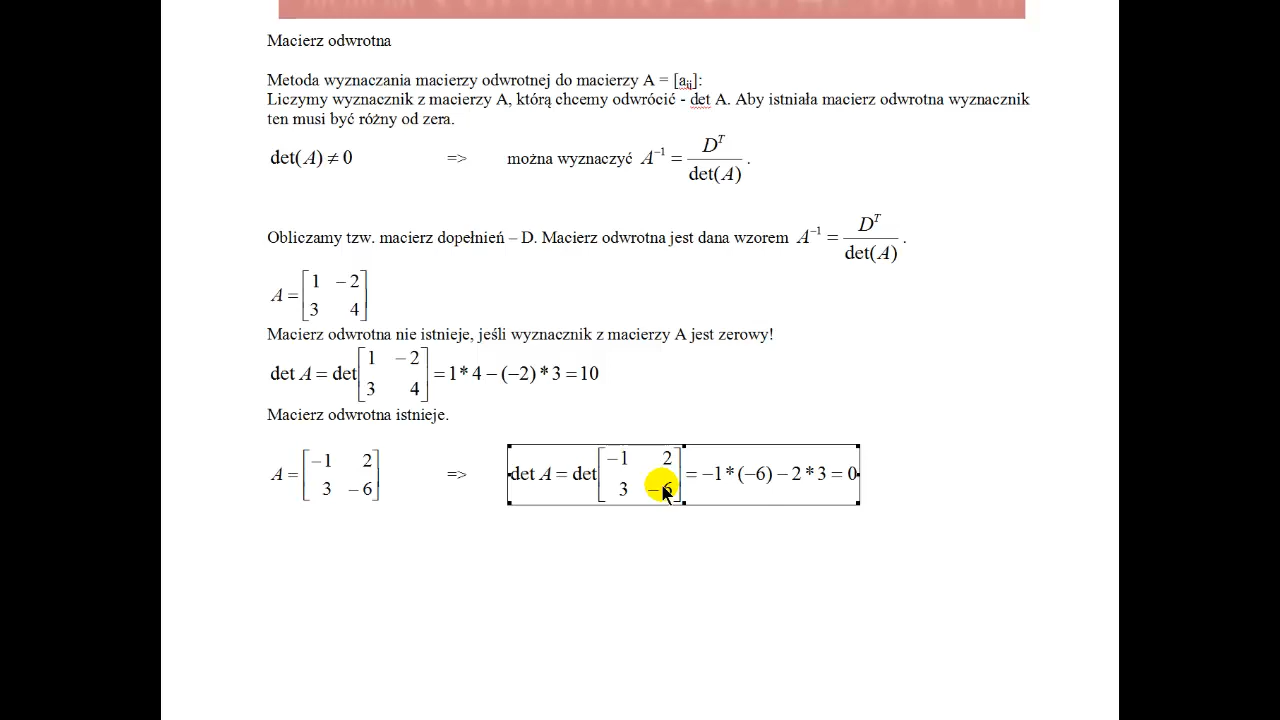 Macierz odwrotna
Metoda wyznaczania macierzy odwrotnej do macierzy A = [aᵢⱼ]:
Liczymy wyznacznik z macierzy A, którą chcemy odwrócić - det A. Aby istniała macierz odwrotna wyznacznik
ten musi być różny od zera.
det(A) ≠ 0 => można wyznaczyć A⁻¹ = Dᵀ / det(A) .
Obliczamy tzw. macierz dopełnień – D. Macierz odwrotna jest dana wzorem A⁻¹ = Dᵀ / det(A) .
A = [1 -2; 3 4]
Macierz odwrotna nie istnieje, jeśli wyznacznik z macierzy A jest zerowy!
det A = det[1 -2; 3 4] = 1*4-(-2)*3=10
Macierz odwrotna istnieje.
A = [-1 2; 3 -6] => det A = det[-1 2; 3 -6] = -1*(-6)-2*3=0